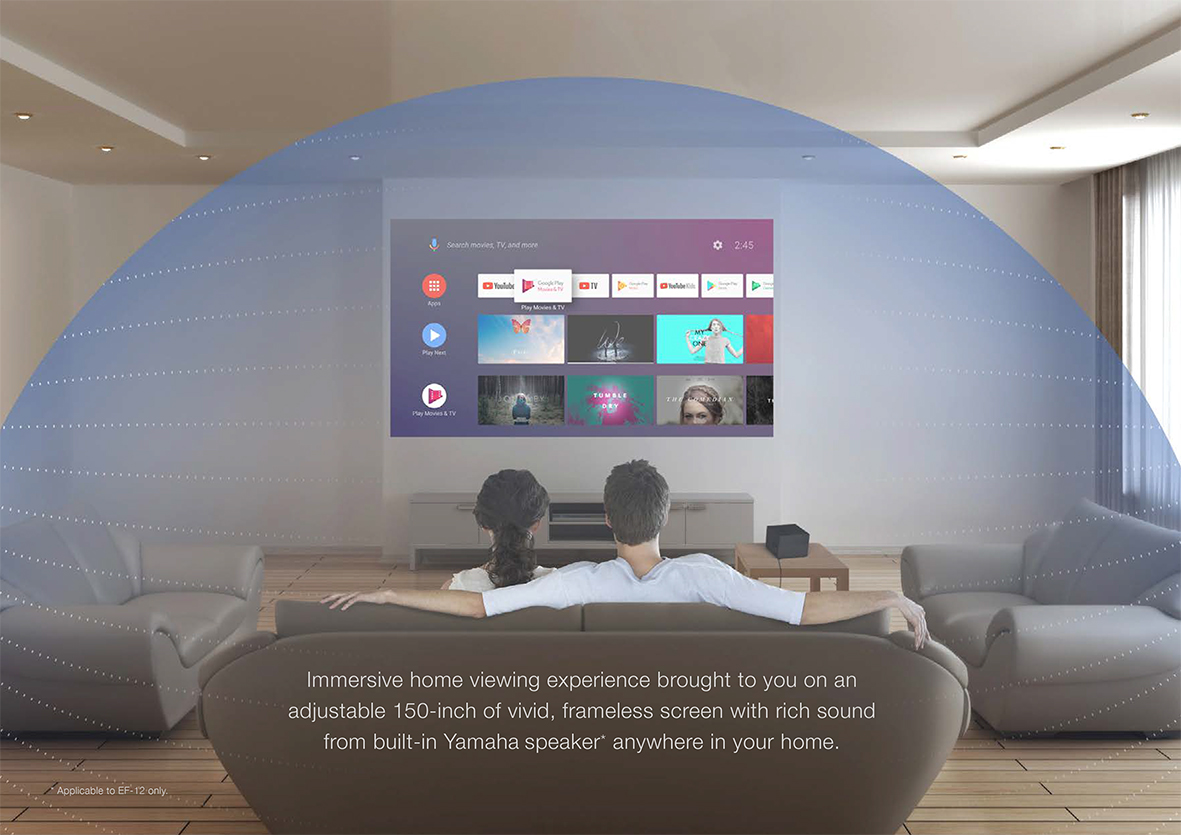 Search movies, TV, and more
2:45
YouTube
Google Play
Movies & TV
TV
YouTube Kids
Apps
Play Movies & TV
Play Next
MY
ONE
Play Movies & TV
TUMBLE
DRY
THE COMEDIAN
Immersive home viewing experience brought to you on an
adjustable 150-inch of vivid, frameless screen with rich sound
from built-in Yamaha speaker* anywhere in your home.
* Applicable to EF-12 only.